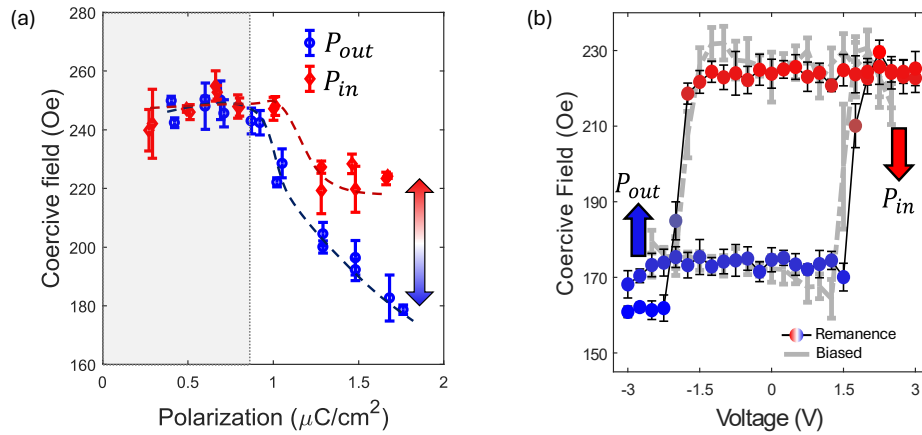 (a)
280
260
240
220
200
180
160
0
0.5
1
1.5
2
Coercive field (Oe)
Polarization (μC/cm²)
P_out
P_in
(b)
230
210
190
170
150
-3
-1.5
0
1.5
3
Coercive Field (Oe)
Voltage (V)
P_out
P_in
Remanence
Biased